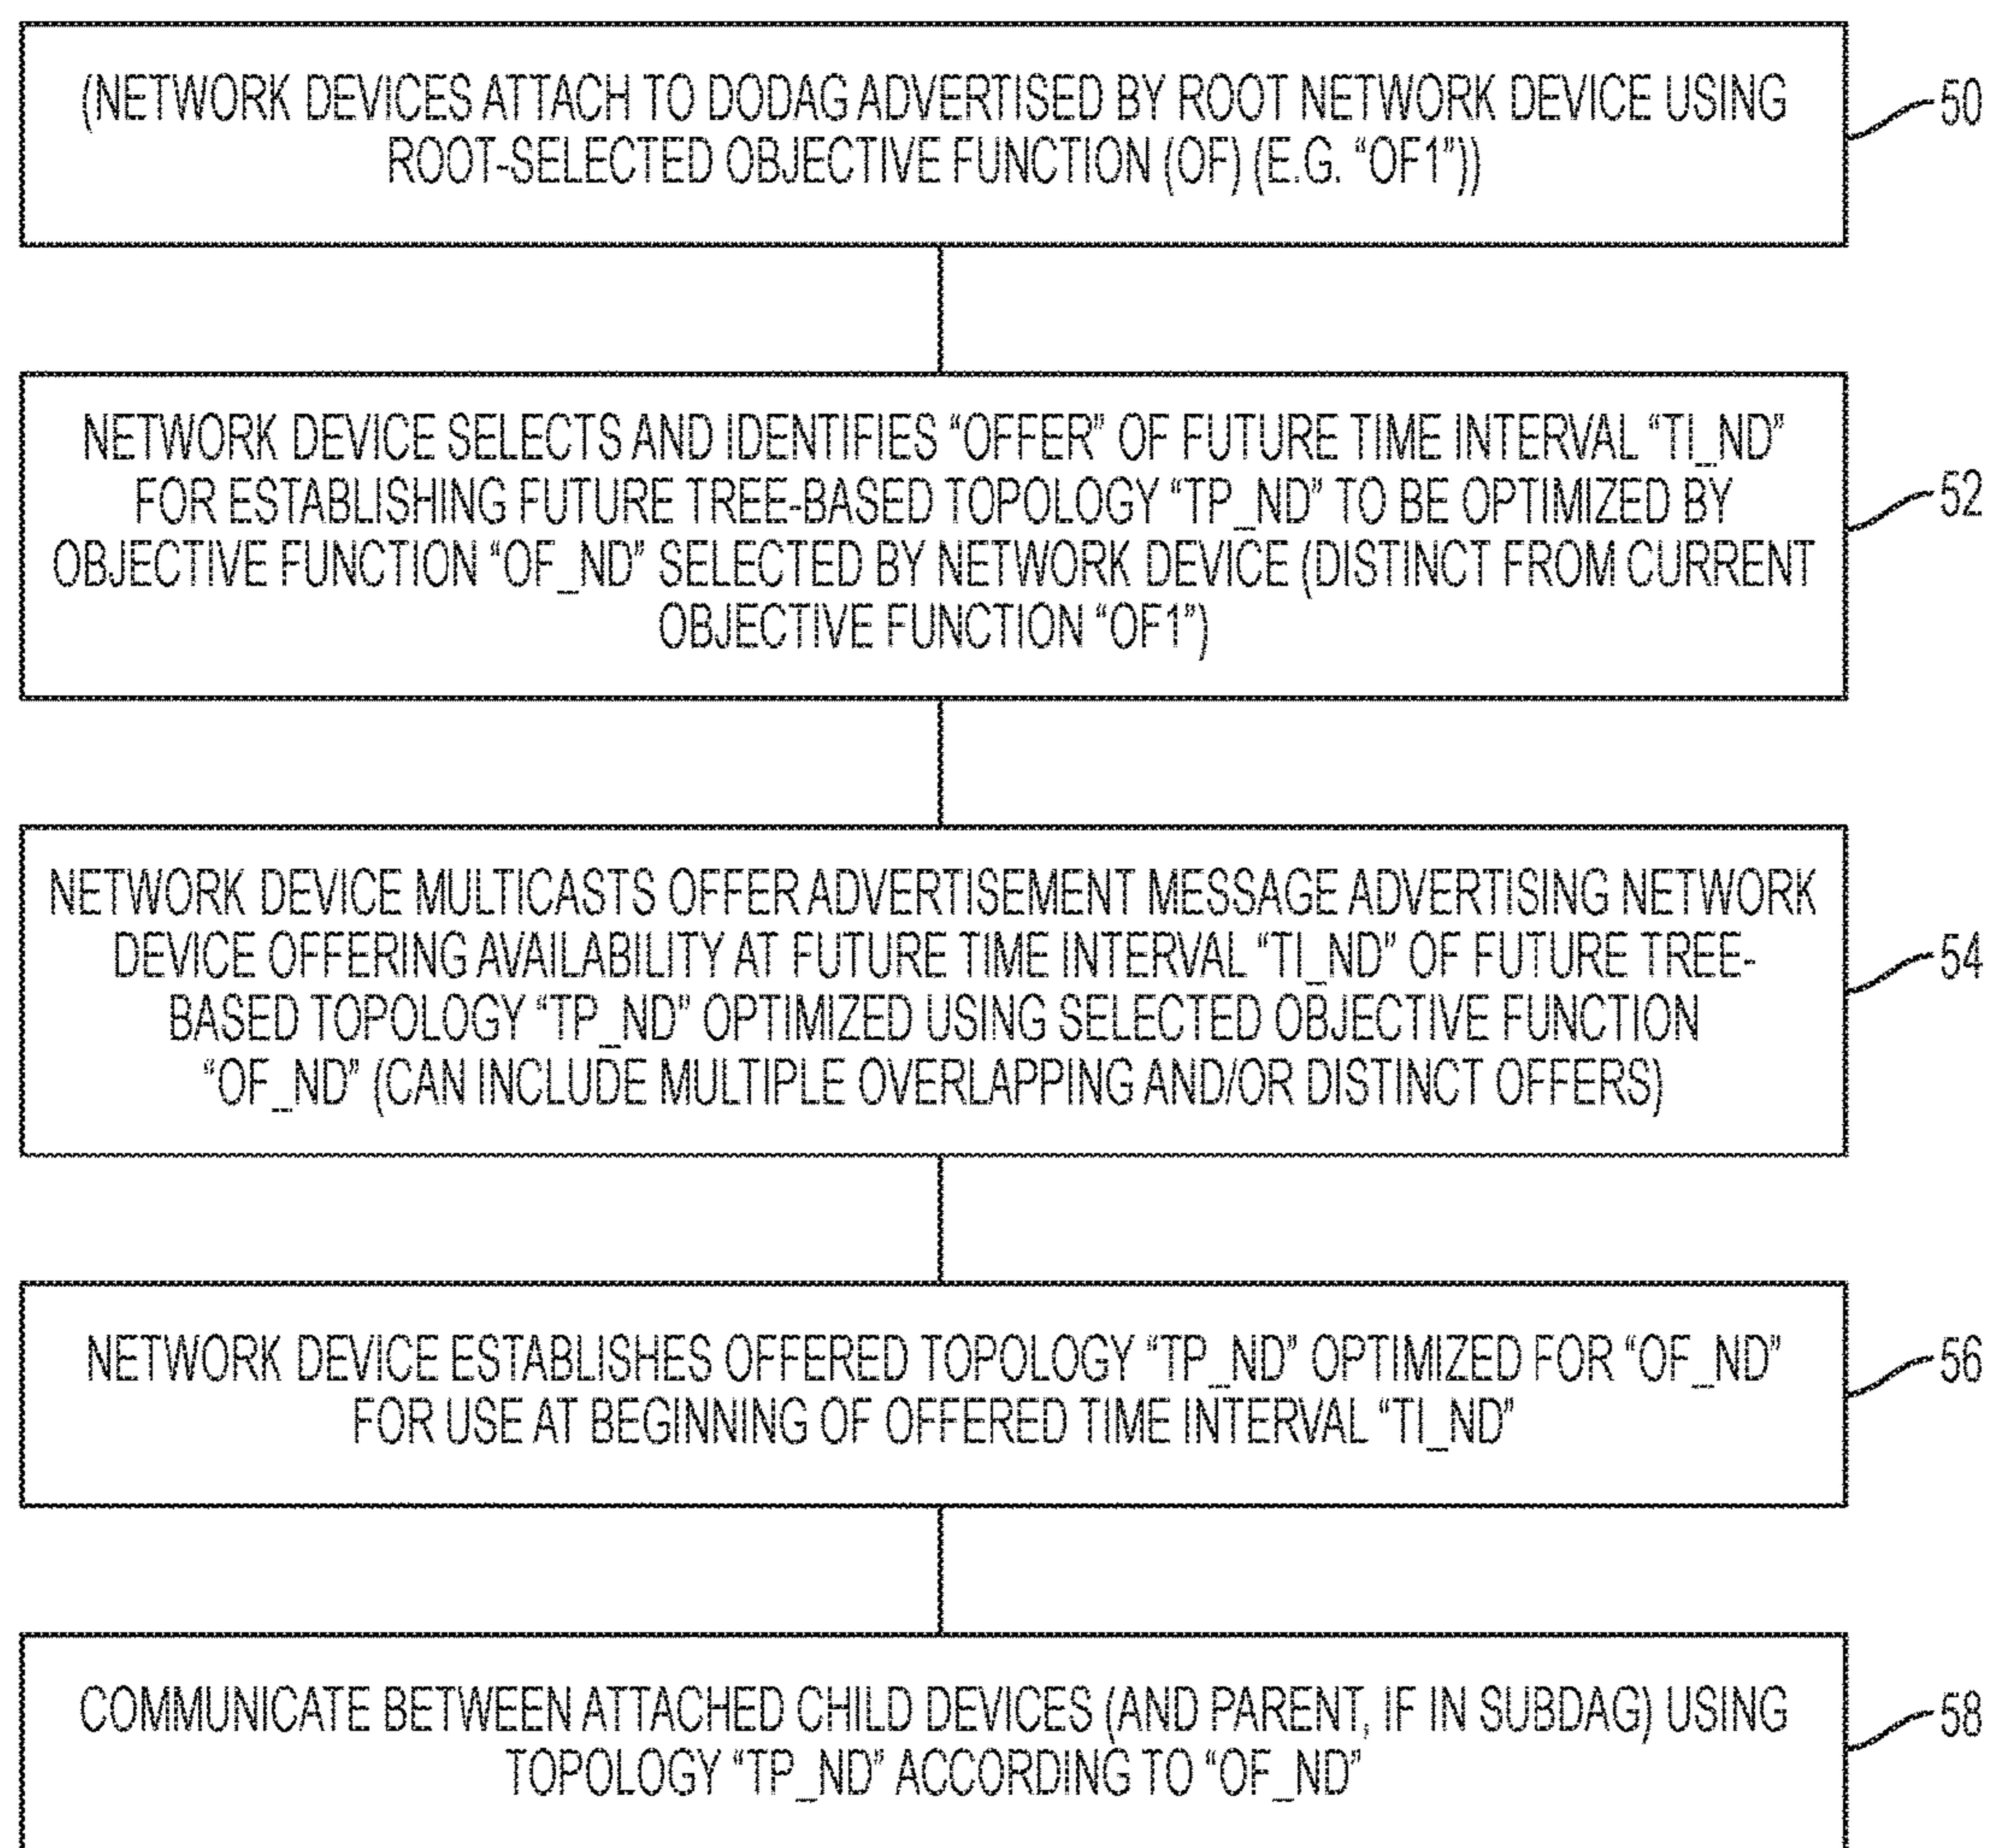 (NETWORK DEVICES ATTACH TO DODAG ADVERTISED BY ROOT NETWORK DEVICE USING
ROOT-SELECTED OBJECTIVE FUNCTION (OF) (E.G. “OF1”))
50
NETWORK DEVICE SELECTS AND IDENTIFIES “OFFER” OF FUTURE TIME INTERVAL “TI_ND”
FOR ESTABLISHING FUTURE TREE-BASED TOPOLOGY “TP_ND” TO BE OPTIMIZED BY
OBJECTIVE FUNCTION “OF_ND” SELECTED BY NETWORK DEVICE (DISTINCT FROM CURRENT
OBJECTIVE FUNCTION “OF1”)
52
NETWORK DEVICE MULTICASTS OFFER ADVERTISEMENT MESSAGE ADVERTISING NETWORK
DEVICE OFFERING AVAILABILITY AT FUTURE TIME INTERVAL “TI_ND” OF FUTURE TREE-
BASED TOPOLOGY “TP_ND” OPTIMIZED USING SELECTED OBJECTIVE FUNCTION
“OF_ND” (CAN INCLUDE MULTIPLE OVERLAPPING AND/OR DISTINCT OFFERS)
54
NETWORK DEVICE ESTABLISHES OFFERED TOPOLOGY “TP_ND” OPTIMIZED FOR “OF_ND”
FOR USE AT BEGINNING OF OFFERED TIME INTERVAL “TI_ND”
56
COMMUNICATE BETWEEN ATTACHED CHILD DEVICES (AND PARENT, IF IN SUBDAG) USING
TOPOLOGY “TP_ND” ACCORDING TO “OF_ND”
58